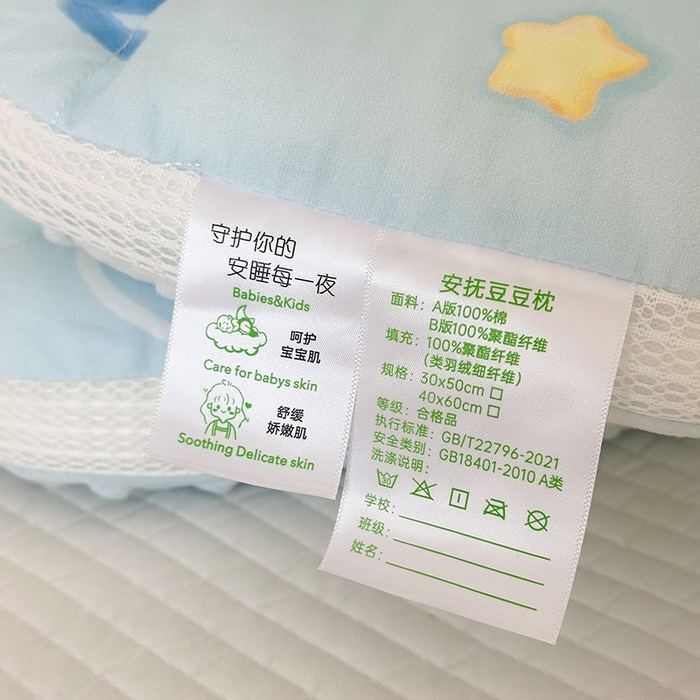 守护你的
安睡每一夜
Babies&Kids
呵护
宝宝肌
Care for babys skin
舒缓
娇嫩肌
Soothing Delicate skin
安抚豆豆枕
面料：A版100%棉
B版100%聚酯纤维
填充：100%聚酯纤维
(类羽绒细纤维)
规格：30x50cm □
40x60cm □
等级：合格品
执行标准：GB/T22796-2021
安全类别：GB18401-2010 A类
洗涤说明：
30
学校：
班级：
姓名：